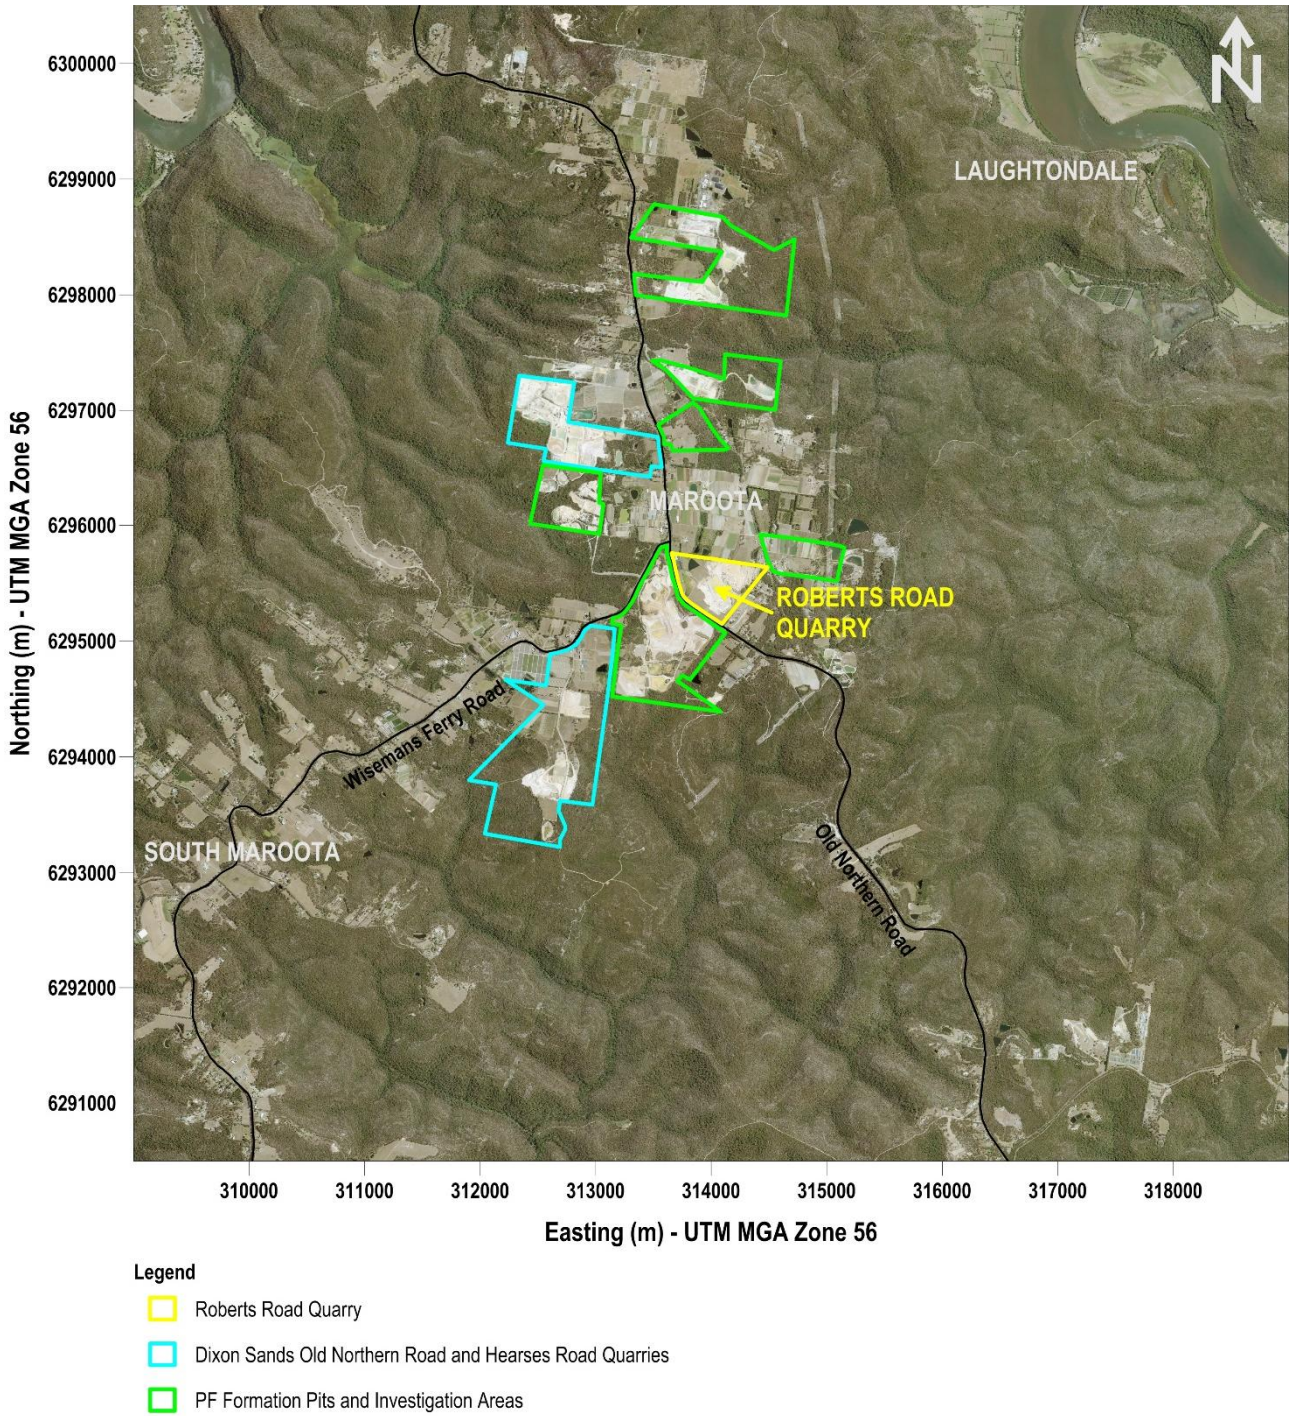 N
6300000
6299000
6298000
6297000
6296000
6295000
6294000
6293000
6292000
6291000
Northing (m) - UTM MGA Zone 56
LAUGHTONDALE
MAROOTA
ROBERTS ROAD
QUARRY
Wisemans Ferry Road
SOUTH MAROOTA
Old Northern Road
310000 311000 312000 313000 314000 315000 316000 317000 318000
Easting (m) - UTM MGA Zone 56
Legend
Roberts Road Quarry
Dixon Sands Old Northern Road and Hearses Road Quarries
PF Formation Pits and Investigation Areas